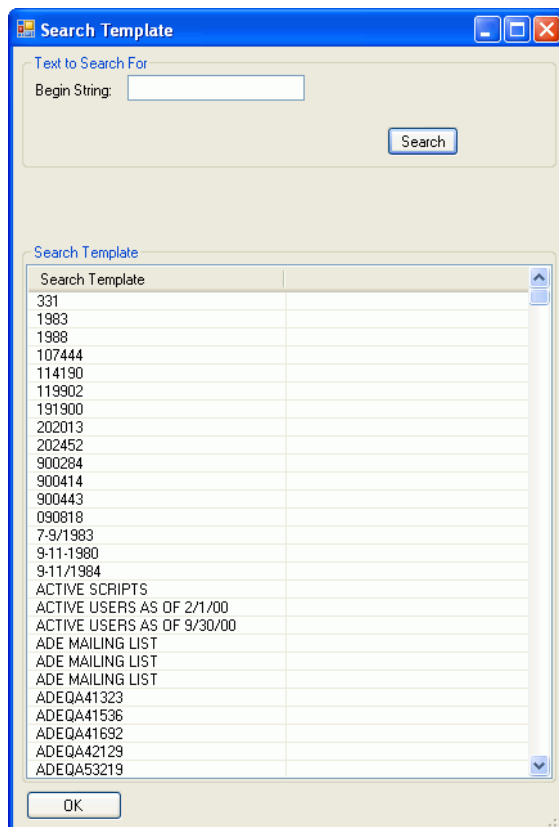 Search Template
Text to Search For
Begin String:
Search
Search Template
Search Template
331
1983
1988
107444
114190
119902
191900
202013
202452
900284
900414
900443
090818
7-9/1983
9-11-1980
9-11/1984
ACTIVE SCRIPTS
ACTIVE USERS AS OF 2/1/00
ACTIVE USERS AS OF 9/30/00
ADE MAILING LIST
ADE MAILING LIST
ADE MAILING LIST
ADEQA41323
ADEQA41536
ADEQA41692
ADEQA42129
ADEQA53219
OK